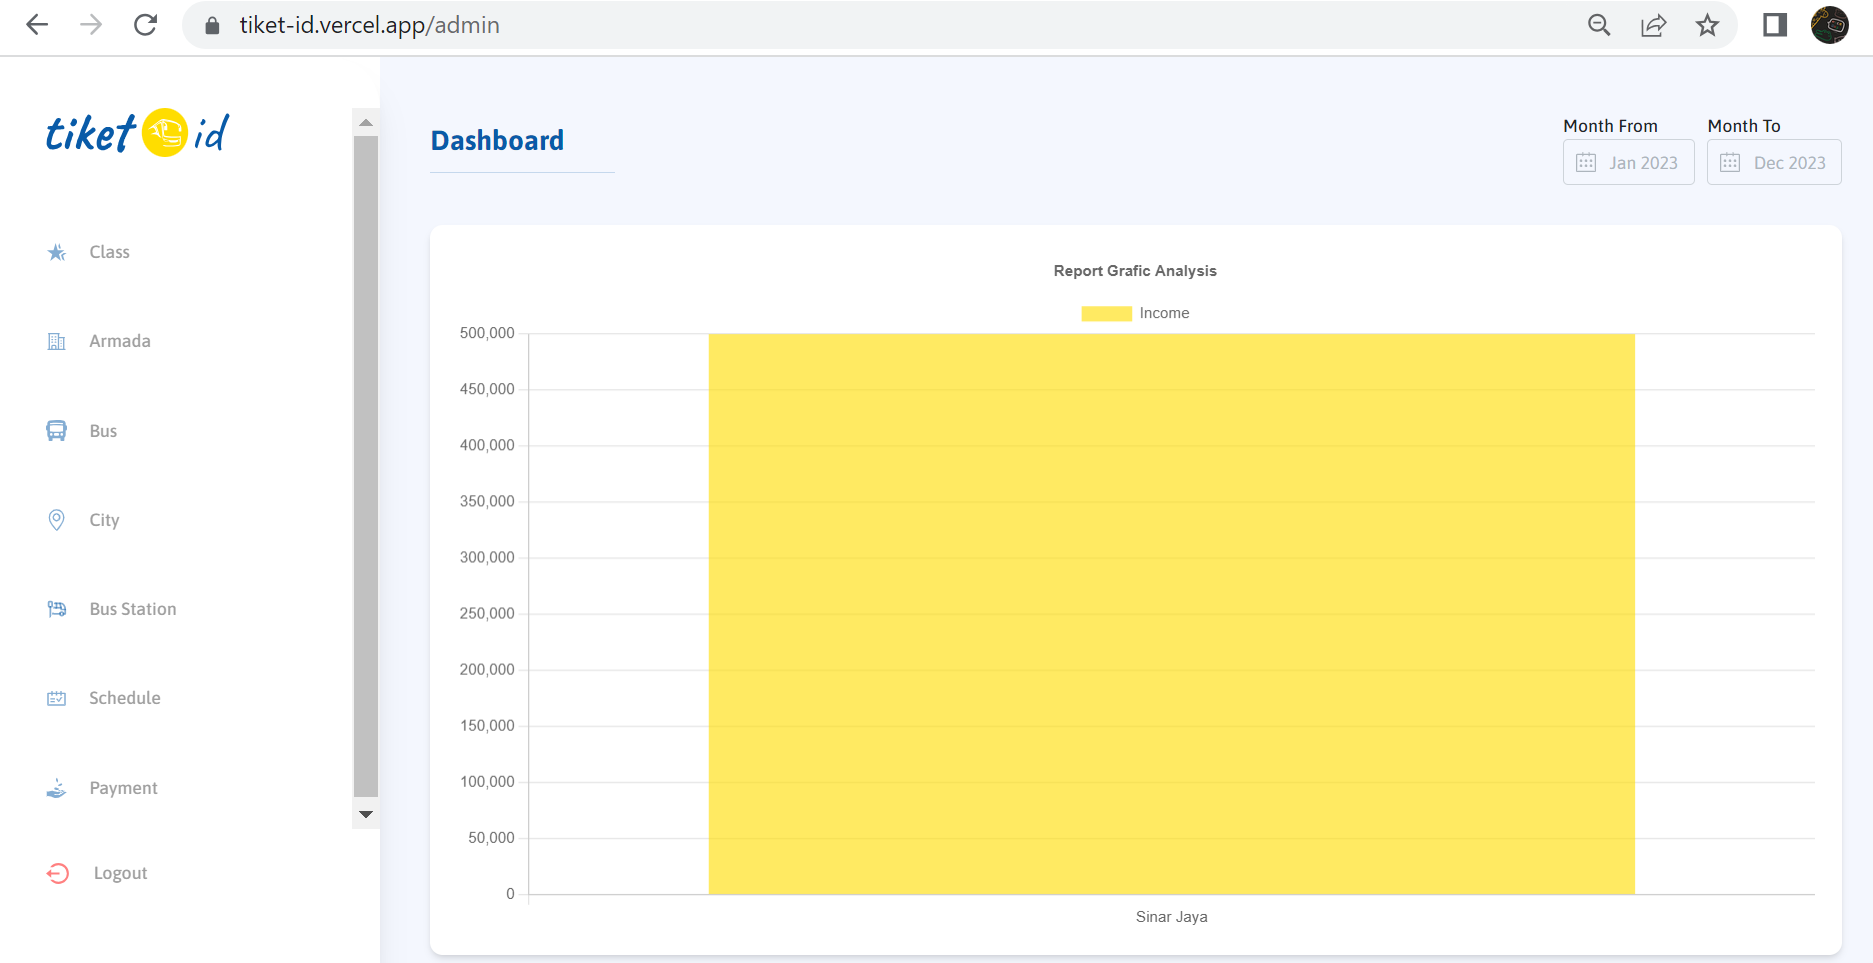 tiket-id.vercel.app/admin
tiket id
Class
Armada
Bus
City
Bus Station
Schedule
Payment
Logout
Dashboard
Month From
Jan 2023
Month To
Dec 2023
Report Grafic Analysis
Income
500,000
450,000
400,000
350,000
300,000
250,000
200,000
150,000
100,000
50,000
0
Sinar Jaya